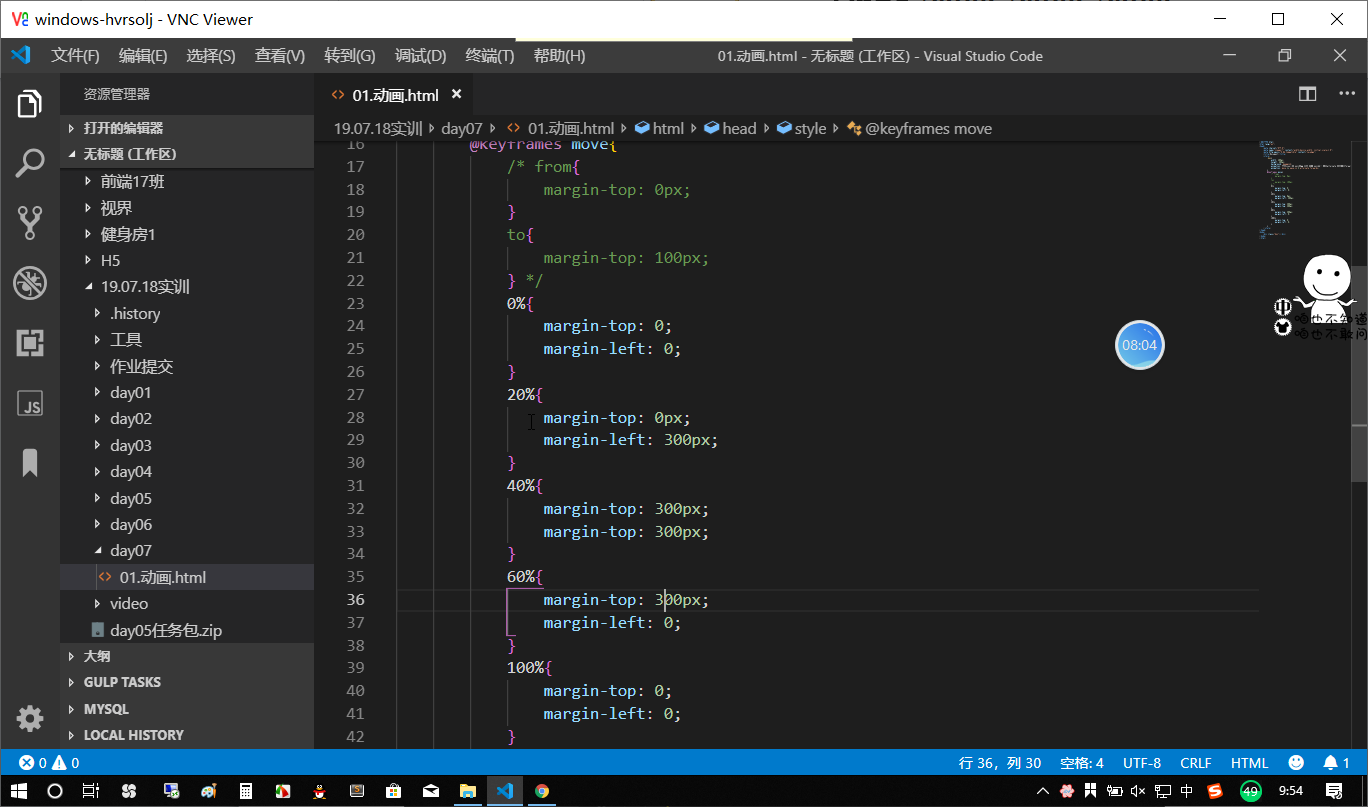 windows-hvrsolj - VNC Viewer
文件(F) 编辑(E) 选择(S) 查看(V) 转到(G) 调试(D) 终端(T) 帮助(H) 01.动画.html - 无标题 (工作区) - Visual Studio Code
资源管理器
打开的编辑器
无标题 (工作区)
前端17班
视界
健身房1
H5
19.07.18实训
.history
工具
作业提交
day01
day02
day03
day04
day05
day06
day07
01.动画.html
video
day05任务包.zip
大纲
GULP TASKS
MYSQL
LOCAL HISTORY
01.动画.html
19.07.18实训 day07 01.动画.html html head style @keyframes move
16 @keyframes move{
17 /* from{
18 margin-top: 0px;
19 }
20 to{
21 margin-top: 100px;
22 } */
23 0%{
24 margin-top: 0;
25 margin-left: 0;
26 }
27 20%{
28 margin-top: 0px;
29 margin-left: 300px;
30 }
31 40%{
32 margin-top: 300px;
33 margin-top: 300px;
34 }
35 60%{
36 margin-top: 300px;
37 margin-left: 0;
38 }
39 100%{
40 margin-top: 0;
41 margin-left: 0;
42 }
08:04
咱也不知道
咱也不敢问
0 0 行 36，列 30 空格: 4 UTF-8 CRLF HTML 1
中 49 9:54